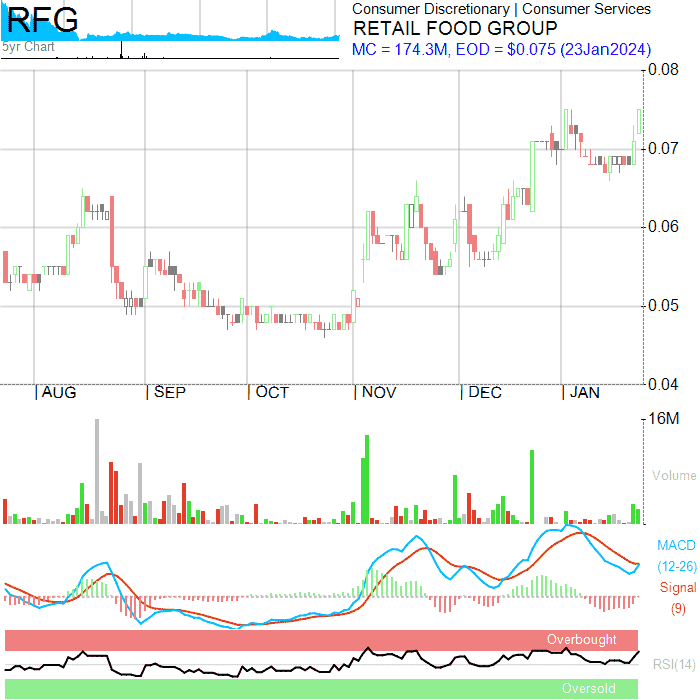 RFG
5yr Chart
Consumer Discretionary | Consumer Services
RETAIL FOOD GROUP
MC = 174.3M, EOD = $0.075 (23Jan2024)
0.08
0.07
0.06
0.05
0.04
|AUG |SEP |OCT |NOV |DEC |JAN
16M
Volume
MACD
(12-26)
Signal
(9)
Overbought
RSI(14)
Oversold